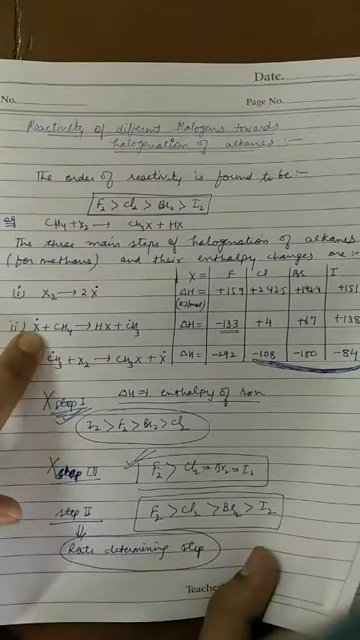 Date.
No.
Page No.
Reactivity of different Halogens towards
halogenation of alkanes :-
The order of reactivity is found to be:-
F₂ > Cl₂ > Br₂ > I₂
eg CH₄ + X₂ → CH₃X + HX
The three main steps of halogenation of alkanes
(for methane) and their enthalpy changes are :-
X = F Cl Br I
(i) X₂ → 2Ẋ ΔH = +159 +242.5 +192.4 +151
(KJ/mol)
ii) Ẋ + CH₄ → HX + ĊH₃ ΔH = -133 +4 +67 +138
ĊH₃ + X₂ → CH₃X + Ẋ ΔH = -292 -108 -100 -84
X step I ΔH = enthalpy of rxn
I₂ > F₂ > Br₂ > Cl₂
X step III F₂ > Cl₂ = Br₂ = I₂
step II F₂ > Cl₂ > Br₂ > I₂
Rate determining step
Teacher